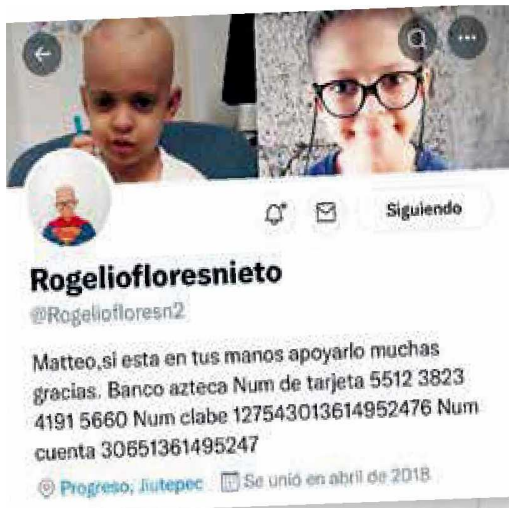 Siguiendo
Rogeliofloresnieto
@Rogeliofloresn2
Matteo,si esta en tus manos apoyarlo muchas
gracias. Banco azteca Num de tarjeta 5512 3823
4191 5660 Num clabe 127543013614952476 Num
cuenta 30651361495247
Progreso, Jiutepec Se unió en abril de 2018